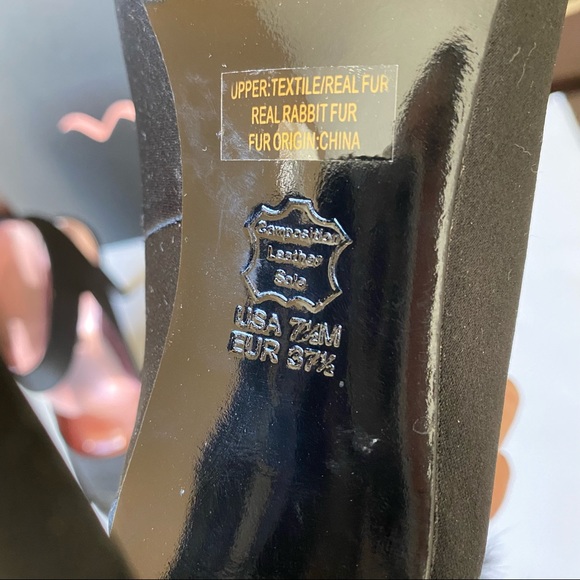 UPPER:TEXTILE/REAL FUR
REAL RABBIT FUR
FUR ORIGIN:CHINA
Composition
Leather
Sole
USA 7½M
EUR 37½